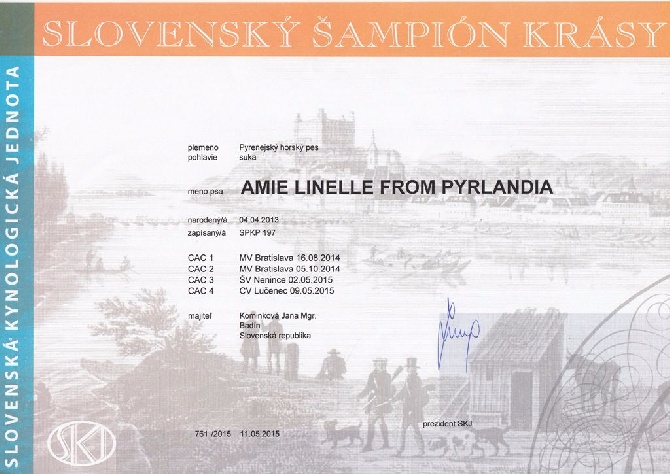 SLOVENSKÝ ŠAMPIÓN KRÁSY
SLOVENSKÁ KYNOLOGICKÁ JEDNOTA
plemeno Pyrenejský horský pes
pohlavie suka
meno psa AMIE LINELLE FROM PYRLANDIA
narodený/á 04.04.2013
zapísaný/á SPKP 197
CAC 1 MV Bratislava 16.08.2014
CAC 2 MV Bratislava 05.10.2014
CAC 3 ŠV Nenince 02.05.2015
CAC 4 CV Lučenec 09.05.2015
majiteľ Kominková Jana Mgr.
Badín
Slovenská republika
prezident SKJ
751 /2015 11.05.2015
SKJ